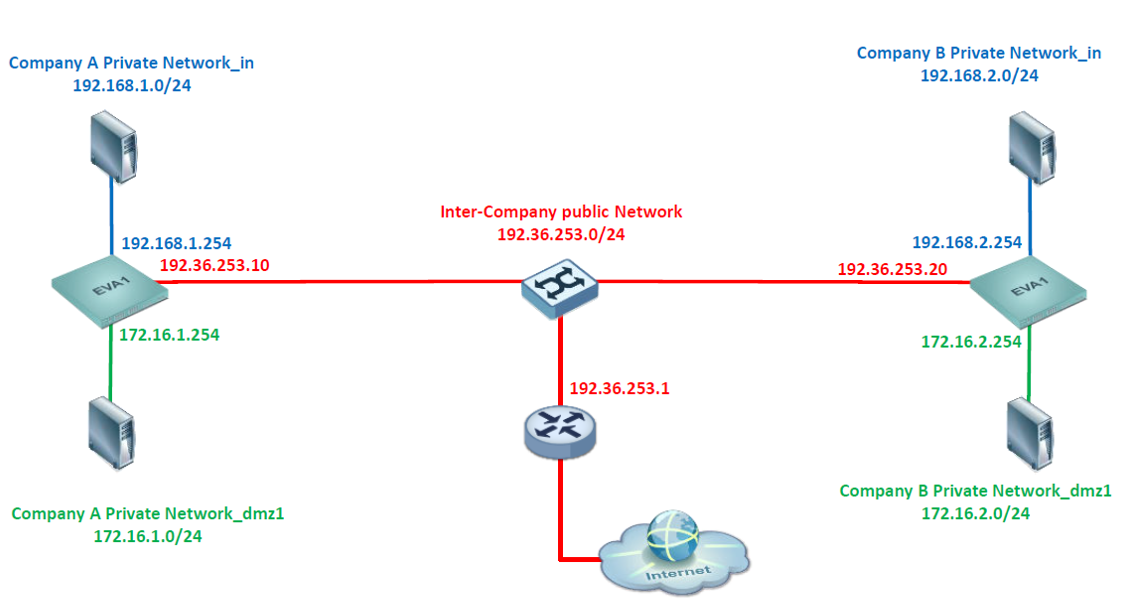 Company A Private Network_in
192.168.1.0/24
Company B Private Network_in
192.168.2.0/24
Inter-Company public Network
192.36.253.0/24
192.168.1.254
192.36.253.10
192.168.2.254
192.36.253.20
EVA1
EVA1
172.16.1.254
172.16.2.254
192.36.253.1
Company A Private Network_dmz1
172.16.1.0/24
Company B Private Network_dmz1
172.16.2.0/24
Internet